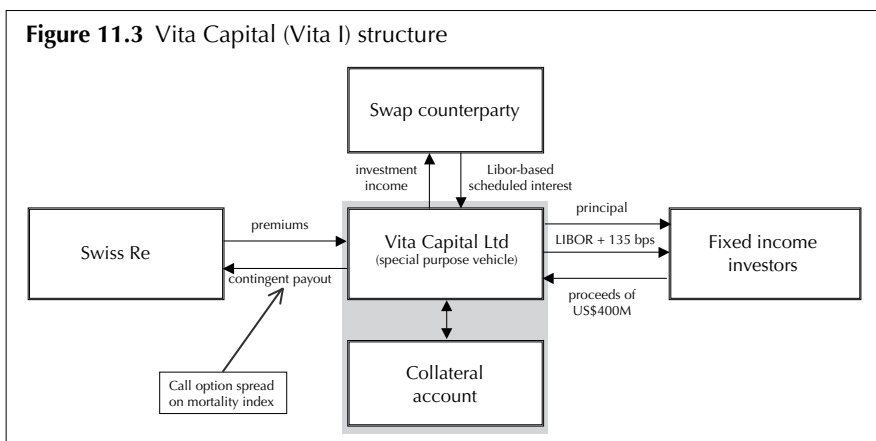 Figure 11.3 Vita Capital (Vita I) structure
Swap counterparty
investment
income
Libor-based
scheduled interest
Swiss Re
premiums
contingent payout
Vita Capital Ltd
(special purpose vehicle)
principal
LIBOR + 135 bps
proceeds of
US$400M
Fixed income
investors
Call option spread
on mortality index
Collateral
account